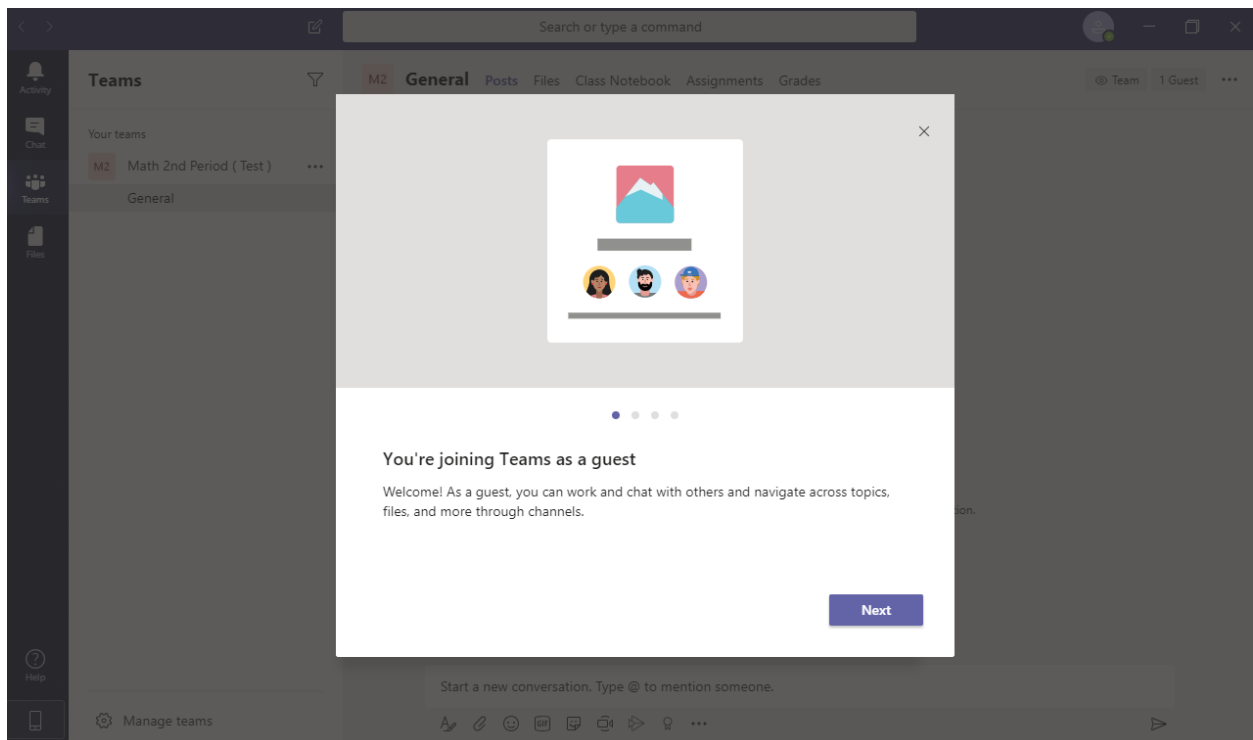 Search or type a command
Activity
Chat
Teams
Files
Help
Teams
Your teams
M2 Math 2nd Period ( Test )
General
Manage teams
M2 General Posts Files Class Notebook Assignments Grades
Team 1 Guest
You're joining Teams as a guest
Welcome! As a guest, you can work and chat with others and navigate across topics,
files, and more through channels.
Next
Start a new conversation. Type @ to mention someone.
GIF